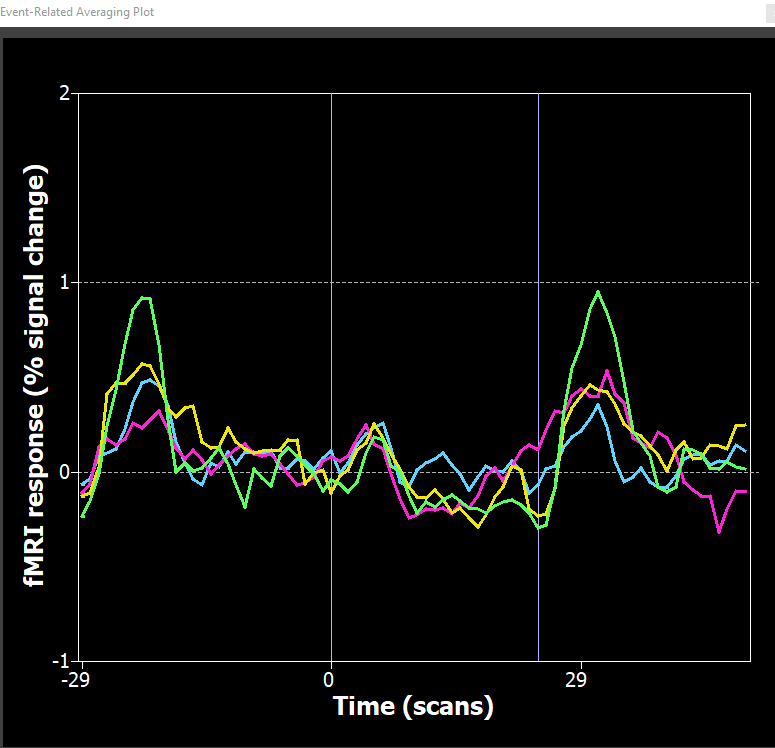 Event-Related Averaging Plot
2
1
0
-1
fMRI response (% signal change)
-29
0
29
Time (scans)